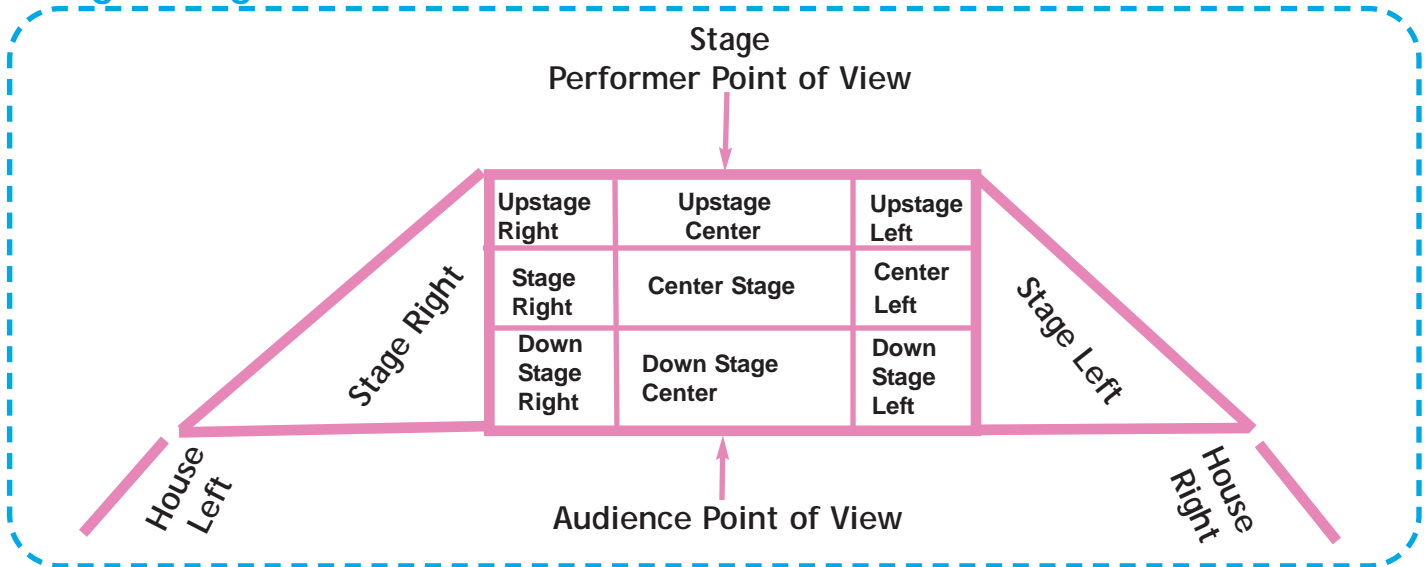 Stage
Performer Point of View
Upstage
Right
Upstage
Center
Upstage
Left
Stage Right
Stage
Right
Center Stage
Center
Left
Stage Left
Down
Stage
Right
Down Stage
Center
Down
Stage
Left
House
Left
House
Right
Audience Point of View